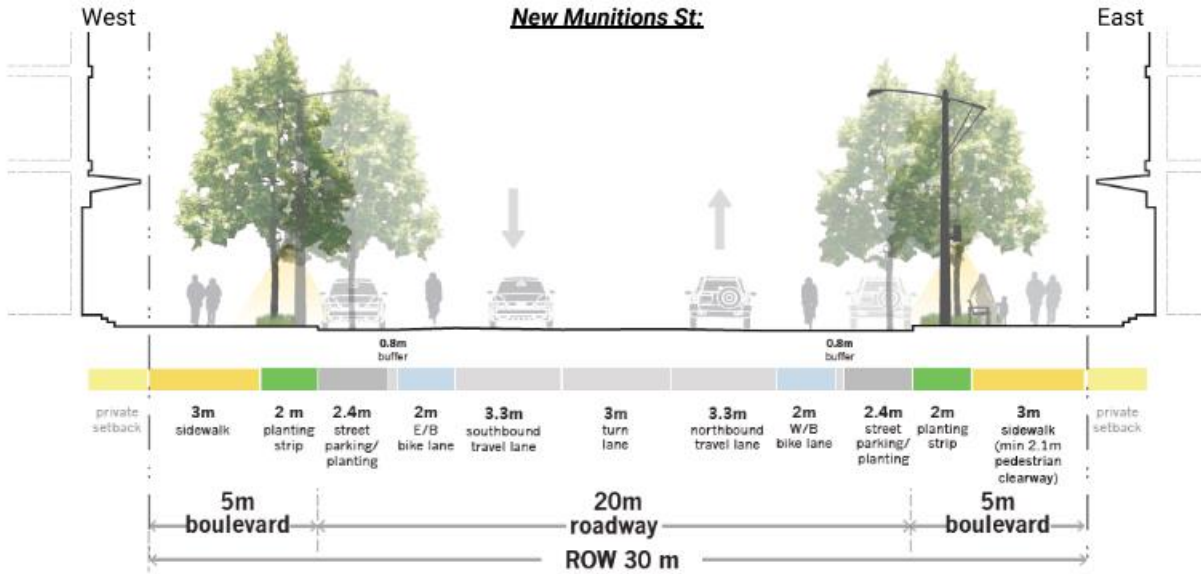 West
New Munitions St:
East
0.8m
buffer
0.8m
buffer
private
setback
3m
sidewalk
2 m
planting
strip
2.4m
street
parking/
planting
2m
E/B
bike lane
3.3m
southbound
travel lane
3m
turn
lane
3.3m
northbound
travel lane
2m
W/B
bike lane
2.4m
street
parking/
planting
2m
planting
strip
3m
sidewalk
(min 2.1m
pedestrian
clearway)
private
setback
5m
boulevard
20m
roadway
5m
boulevard
ROW 30 m